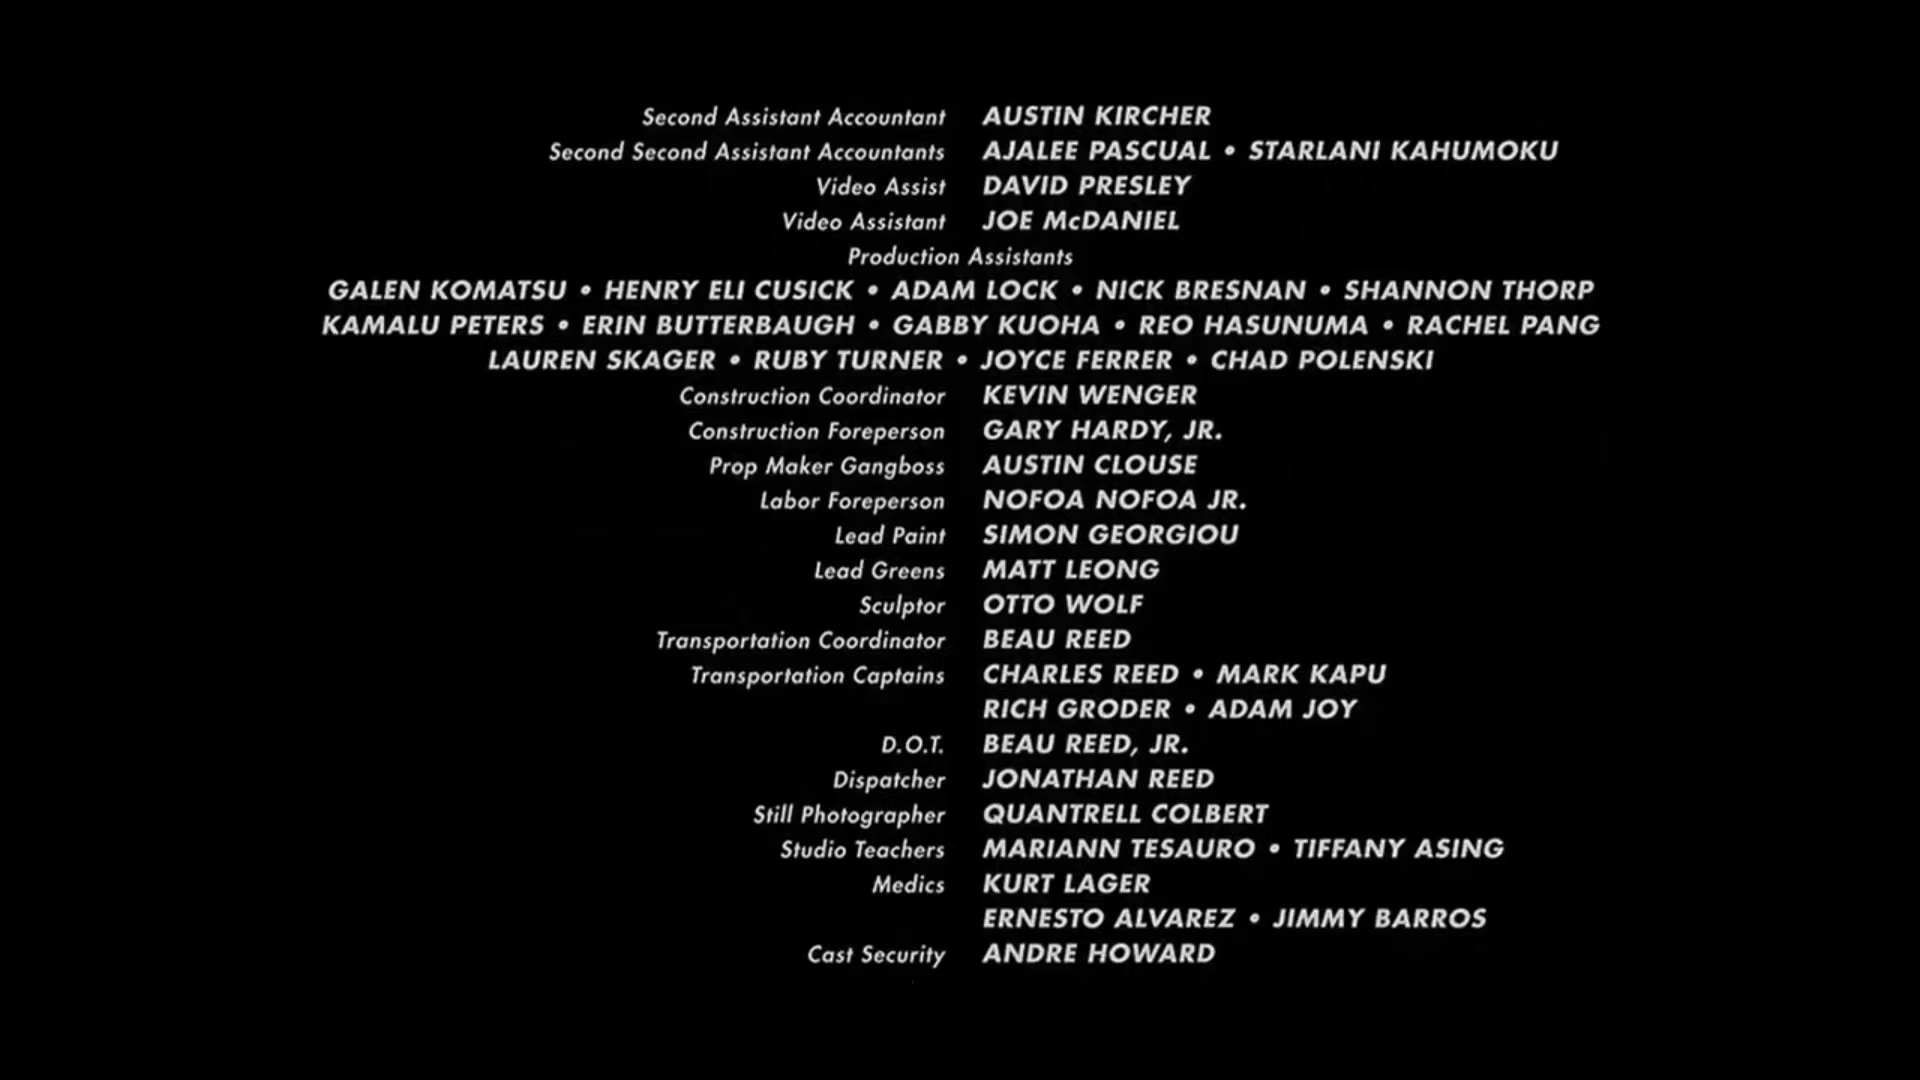 Second Assistant Accountant AUSTIN KIRCHER
Second Second Assistant Accountants AJALEE PASCUAL • STARLANI KAHUMOKU
Video Assist DAVID PRESLEY
Video Assistant JOE McDANIEL
Production Assistants
GALEN KOMATSU • HENRY ELI CUSICK • ADAM LOCK • NICK BRESNAN • SHANNON THORP
KAMALU PETERS • ERIN BUTTERBAUGH • GABBY KUOHA • REO HASUNUMA • RACHEL PANG
LAUREN SKAGER • RUBY TURNER • JOYCE FERRER • CHAD POLENSKI
Construction Coordinator KEVIN WENGER
Construction Foreperson GARY HARDY, JR.
Prop Maker Gangboss AUSTIN CLOUSE
Labor Foreperson NOFOA NOFOA JR.
Lead Paint SIMON GEORGIOU
Lead Greens MATT LEONG
Sculptor OTTO WOLF
Transportation Coordinator BEAU REED
Transportation Captains CHARLES REED • MARK KAPU
RICH GRODER • ADAM JOY
D.O.T. BEAU REED, JR.
Dispatcher JONATHAN REED
Still Photographer QUANTRELL COLBERT
Studio Teachers MARIANN TESAURO • TIFFANY ASING
Medics KURT LAGER
ERNESTO ALVAREZ • JIMMY BARROS
Cast Security ANDRE HOWARD